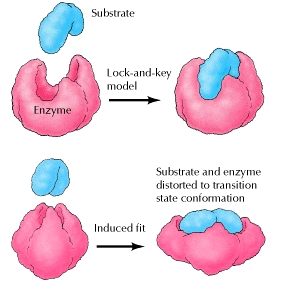 Substrate
Enzyme
Lock-and-key
model
Substrate and enzyme
distorted to transition
state conformation
Induced fit